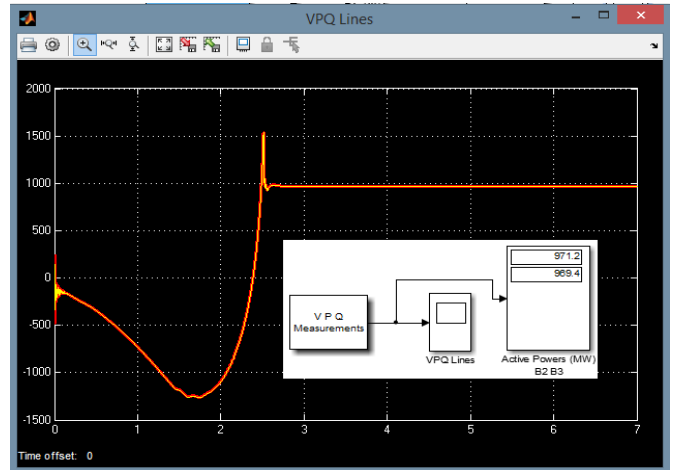 VPQ Lines
2000
1500
1000
500
0
-500
-1000
-1500
0 1 2 3 4 5 6 7
971.2
969.4
V P Q
Measurements
VPQ Lines
Active Powers (MW)
B2 B3
Time offset: 0